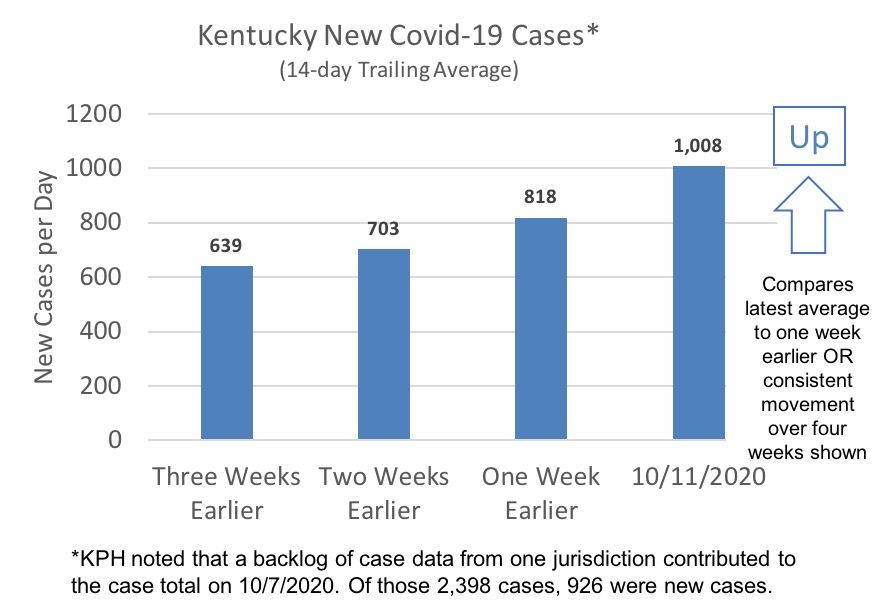 Kentucky New Covid-19 Cases*
(14-day Trailing Average)
New Cases per Day
1200
1000
800
600
400
200
0
639
703
818
1,008
Three Weeks
Earlier
Two Weeks
Earlier
One Week
Earlier
10/11/2020
Up
Compares
latest average
to one week
earlier OR
consistent
movement
over four
weeks shown
*KPH noted that a backlog of case data from one jurisdiction contributed to
the case total on 10/7/2020. Of those 2,398 cases, 926 were new cases.